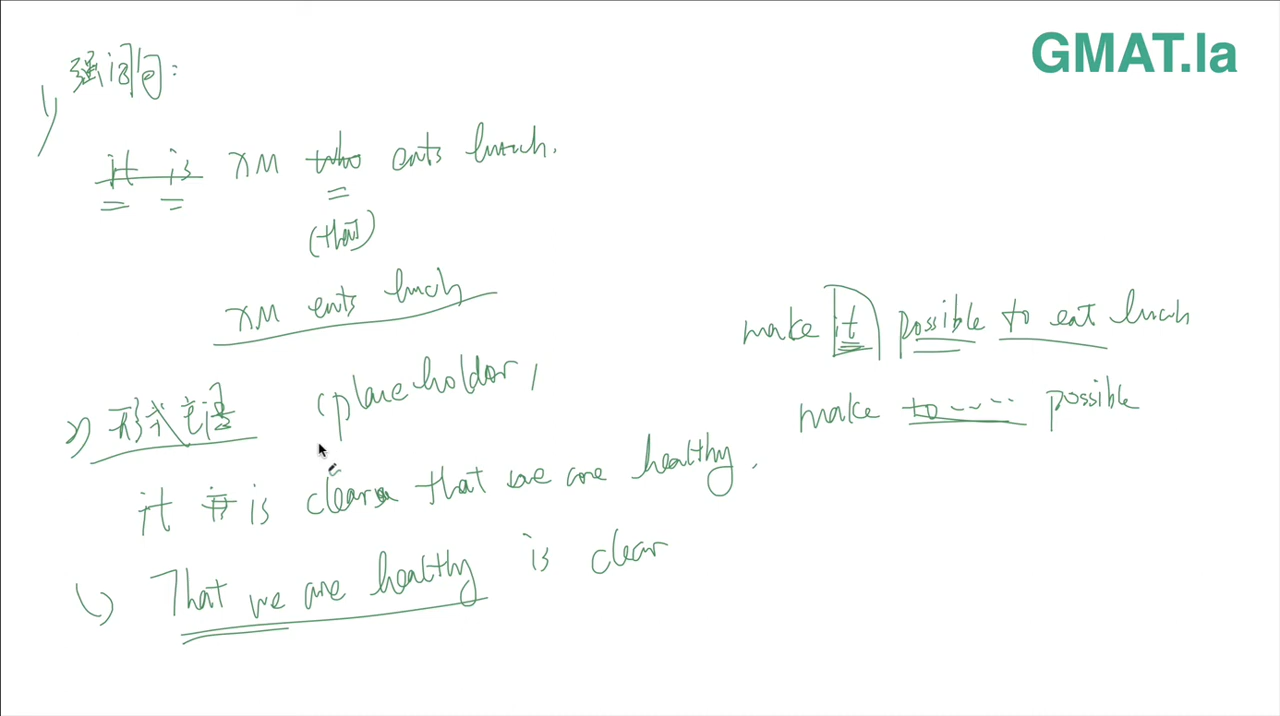 GMAT.la
1) 强调句:
it is XM who eats lunch.
(that)
XM eats lunch
make it possible to eat lunch
make to .... possible
2) 形式主语 (placeholder)
it is clear that we are healthy.
That we are healthy is clear